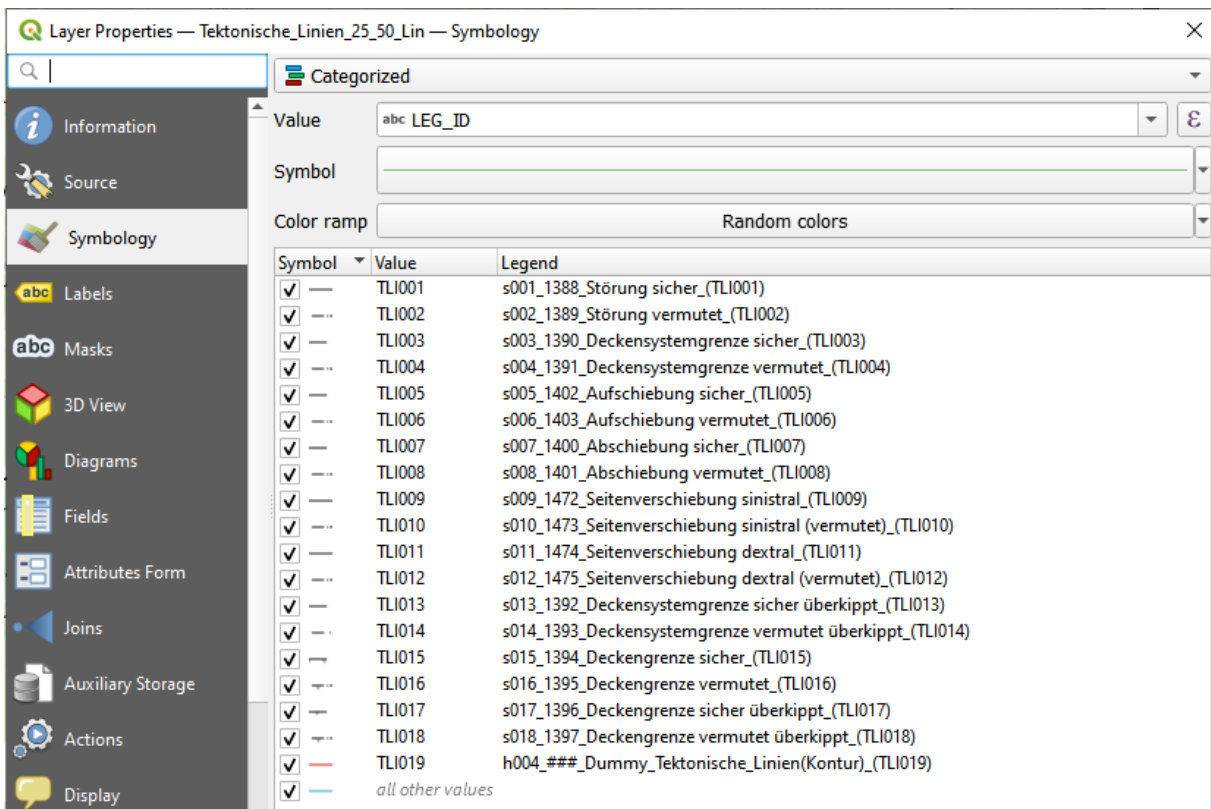 Layer Properties — Tektonische_Linien_25_50_Lin — Symbology
Categorized
Information
Value abc LEG_ID ε
Source
Symbol
Symbology
Color ramp Random colors
Symbol Value Legend
TLI001 s001_1388_Störung sicher_(TLI001)
abc Labels
TLI002 s002_1389_Störung vermutet_(TLI002)
abc Masks
TLI003 s003_1390_Deckensystemgrenze sicher_(TLI003)
TLI004 s004_1391_Deckensystemgrenze vermutet_(TLI004)
3D View
TLI005 s005_1402_Aufschiebung sicher_(TLI005)
TLI006 s006_1403_Aufschiebung vermutet_(TLI006)
Diagrams
TLI007 s007_1400_Abschiebung sicher_(TLI007)
TLI008 s008_1401_Abschiebung vermutet_(TLI008)
Fields
TLI009 s009_1472_Seitenverschiebung sinistral_(TLI009)
TLI010 s010_1473_Seitenverschiebung sinistral (vermutet)_(TLI010)
Attributes Form
TLI011 s011_1474_Seitenverschiebung dextral_(TLI011)
TLI012 s012_1475_Seitenverschiebung dextral (vermutet)_(TLI012)
Joins
TLI013 s013_1392_Deckensystemgrenze sicher überkippt_(TLI013)
TLI014 s014_1393_Deckensystemgrenze vermutet überkippt_(TLI014)
Auxiliary Storage
TLI015 s015_1394_Deckengrenze sicher_(TLI015)
TLI016 s016_1395_Deckengrenze vermutet_(TLI016)
Actions
TLI017 s017_1396_Deckengrenze sicher überkippt_(TLI017)
TLI018 s018_1397_Deckengrenze vermutet überkippt_(TLI018)
Display
TLI019 h004_###_Dummy_Tektonische_Linien(Kontur)_(TLI019)
all other values